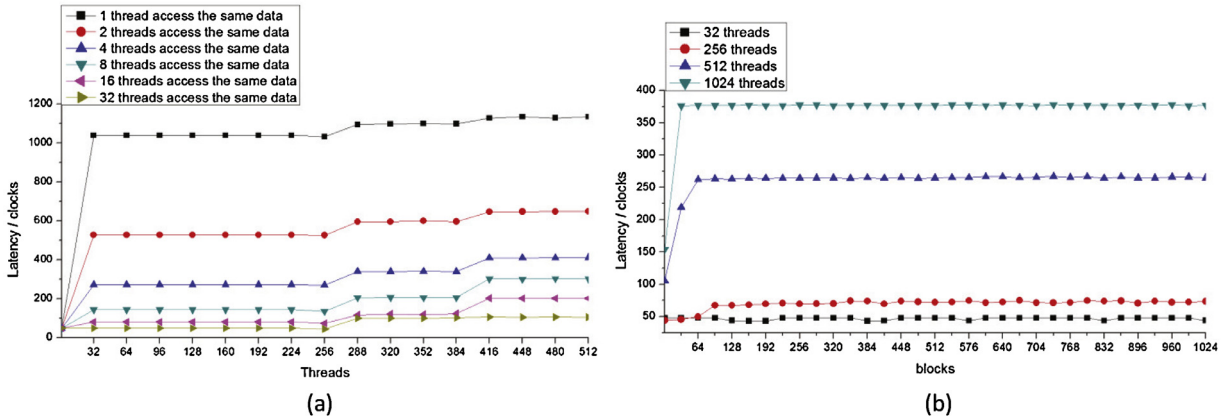 1 thread access the same data
2 threads access the same data
4 threads access the same data
8 threads access the same data
16 threads access the same data
32 threads access the same data
1200
1000
800
600
400
200
0
Latency / clocks
32 64 96 128 160 192 224 256 288 320 352 384 416 448 480 512
Threads
(a)
32 threads
256 threads
512 threads
1024 threads
400
350
300
250
200
150
100
50
Latency / clocks
64 128 192 256 320 384 448 512 576 640 704 768 832 896 960 1024
blocks
(b)